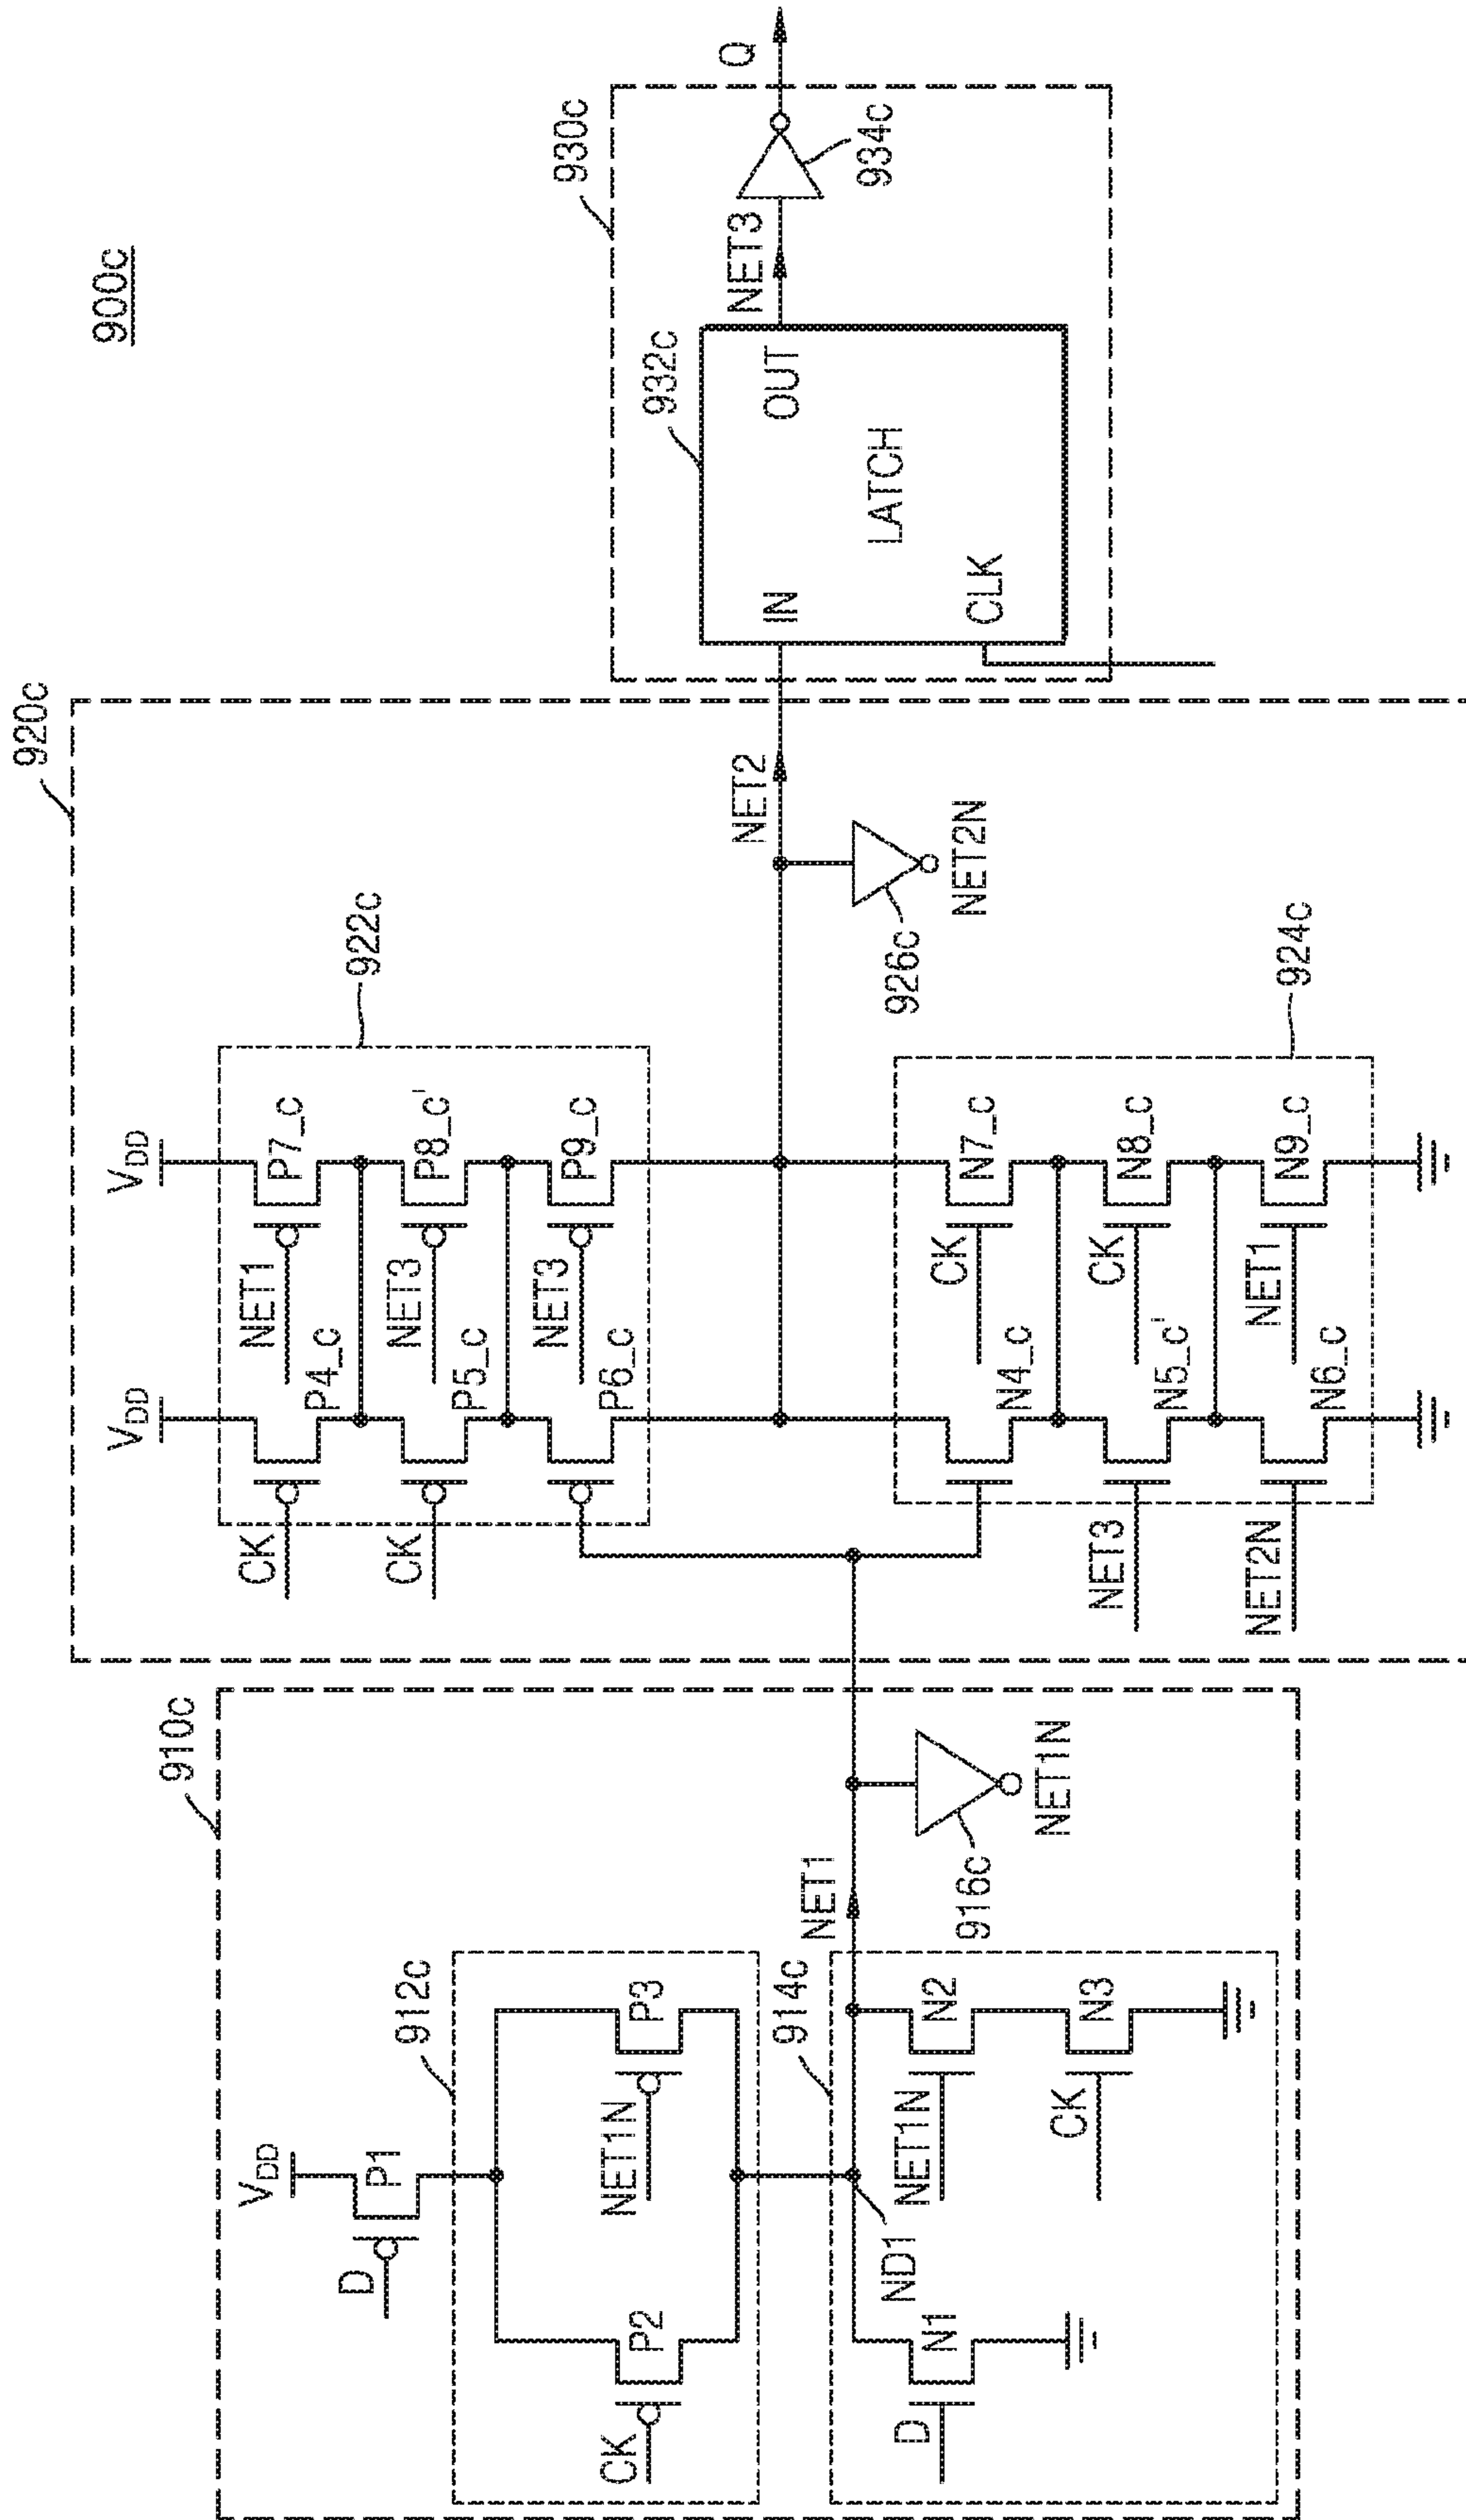 900c
910c
VDD
D
P1
912c
CK
P2
NET1N
P3
914c
ND1
D
N1
NET1N
N2
CK
N3
NET1
916c
NET1N
920c
922c
VDD
VDD
CK
P4_c
NET1
P7_c
CK
P5_c
NET3
P8_c'
P6_c
NET3
P9_c
NET2
926c
NET2N
924c
N4_c
CK
N7_c
NET3
N5_c'
CK
N8_c
NET2N
N6_c
NET1
N9_c
930c
932c
IN
OUT
LATCH
CLK
NET3
934c
Q